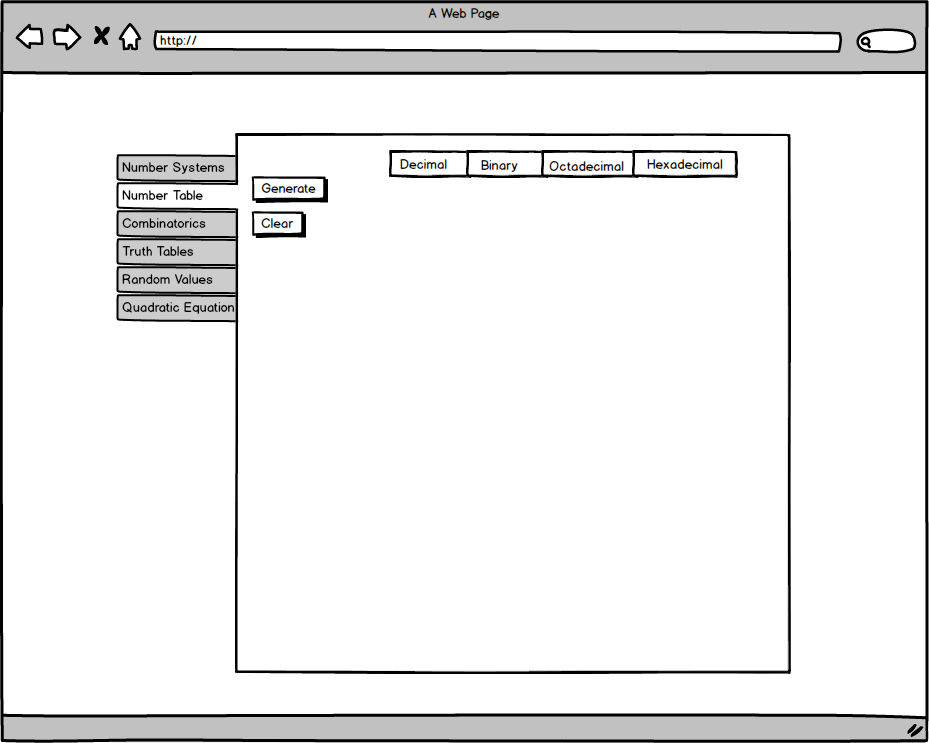 A Web Page
http://
Number Systems
Number Table
Combinatorics
Truth Tables
Random Values
Quadratic Equation
Generate
Clear
Decimal Binary Octadecimal Hexadecimal